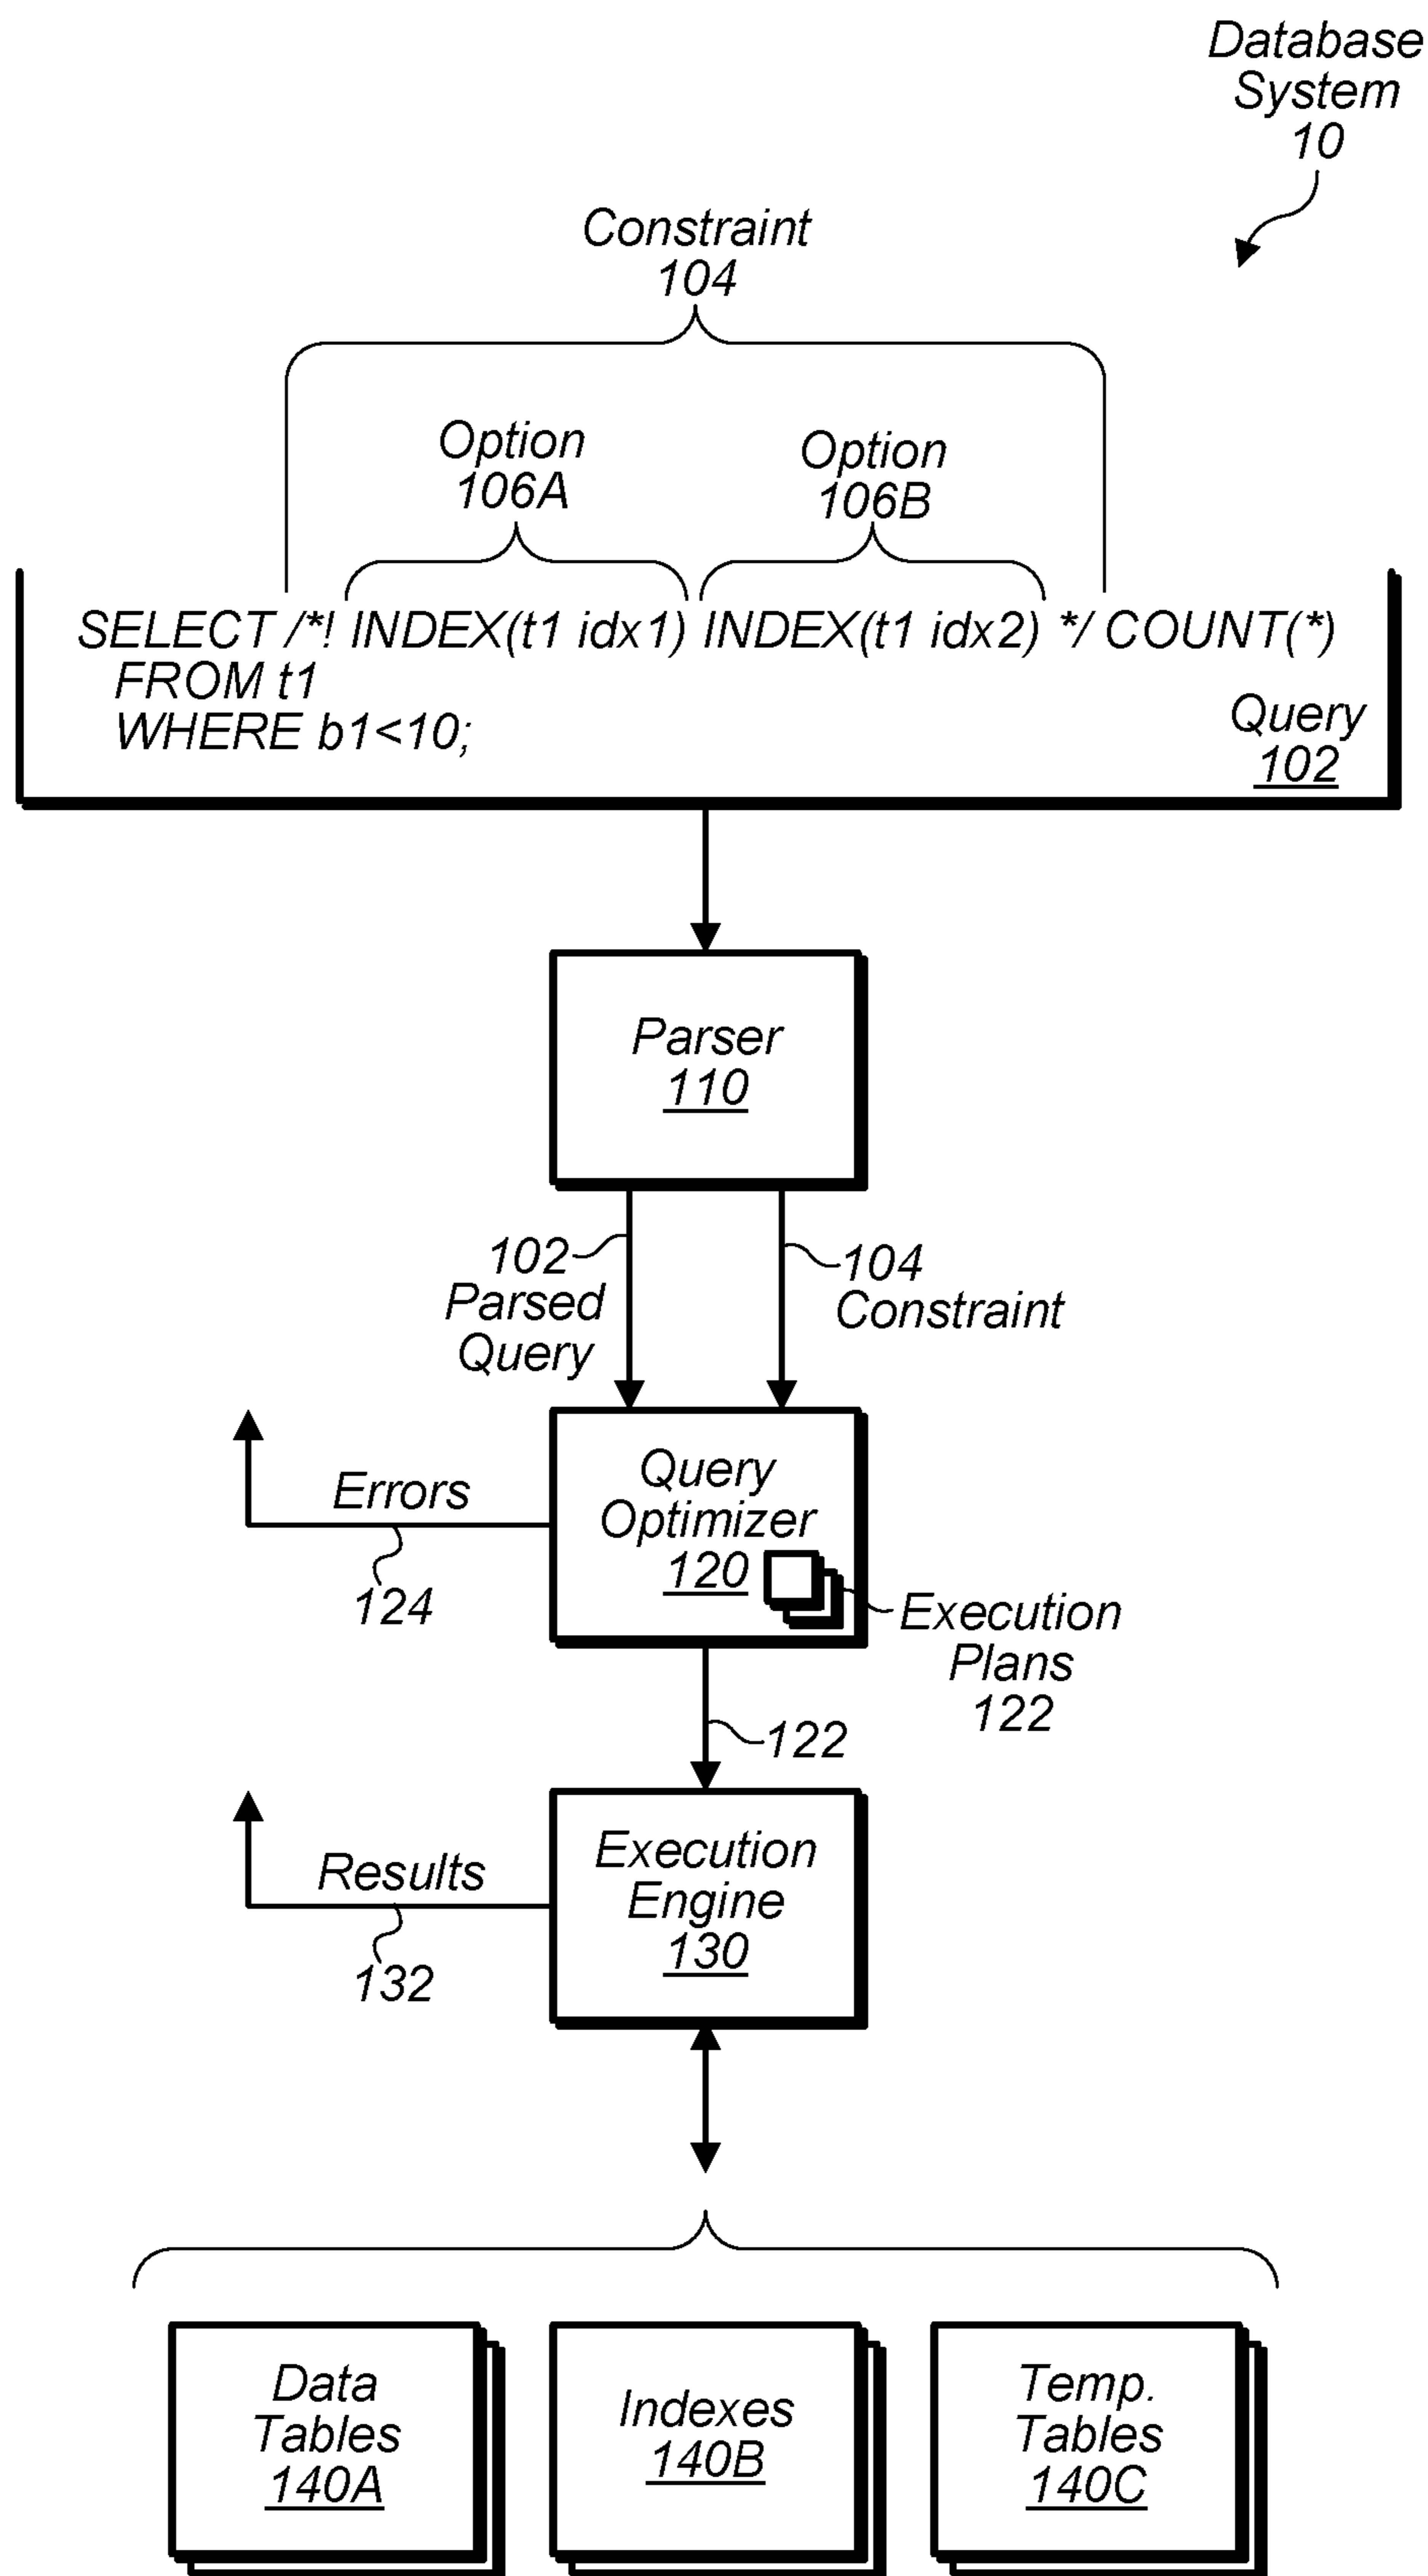 Database
System
10
Constraint
104
Option
106A
Option
106B
SELECT /*! INDEX(t1 idx1) INDEX(t1 idx2) */ COUNT(*)
FROM t1
WHERE b1<10;
Query
102
Parser
110
102
Parsed
Query
104
Constraint
Errors
124
Query
Optimizer
120
Execution
Plans
122
122
Results
132
Execution
Engine
130
Data
Tables
140A
Indexes
140B
Temp.
Tables
140C